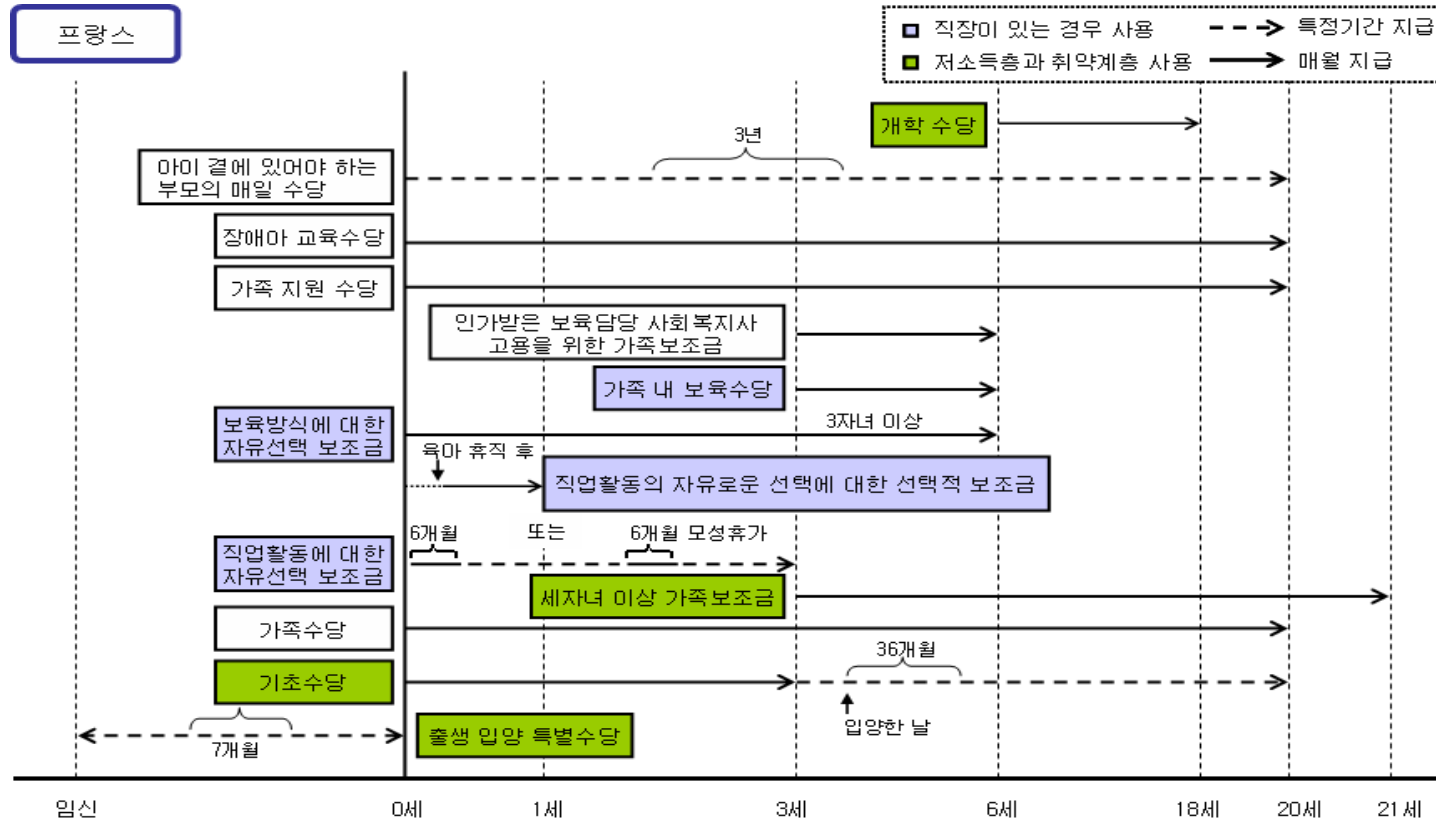 프랑스
직장이 있는 경우 사용
특정기간 지급
저소득층과 취약계층 사용
매월 지급
개학 수당
3년
아이 곁에 있어야 하는
부모의 매일 수당
장애아 교육수당
가족 지원 수당
인가받은 보육담당 사회복지사
고용을 위한 가족보조금
가족 내 보육수당
보육방식에 대한
자유선택 보조금
3자녀 이상
육아 휴직 후
직업활동의 자유로운 선택에 대한 선택적 보조금
6개월
또는
6개월 모성휴가
직업활동에 대한
자유선택 보조금
세자녀 이상 가족보조금
가족수당
36개월
기초수당
입양한 날
7개월
출생 입양 특별수당
임신
0세
1세
3세
6세
18세
20세
21세